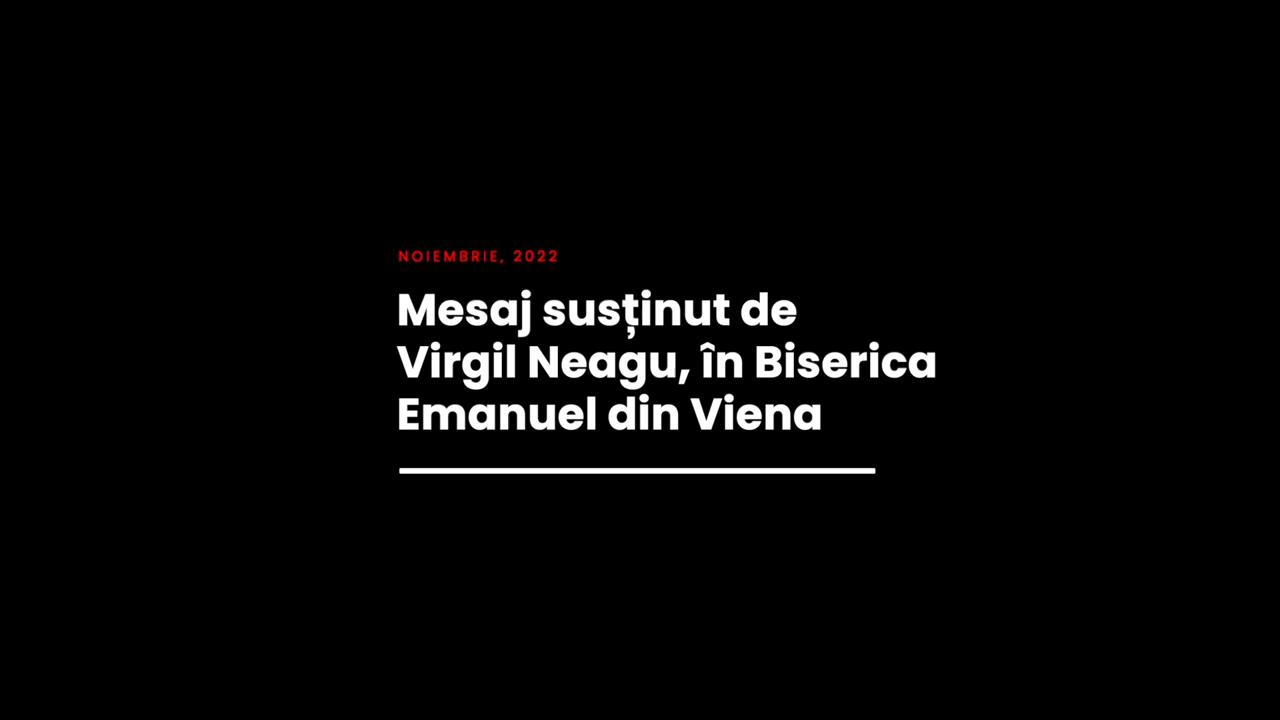 NOIEMBRIE, 2022
Mesaj susținut de
Virgil Neagu, în Biserica
Emanuel din Viena